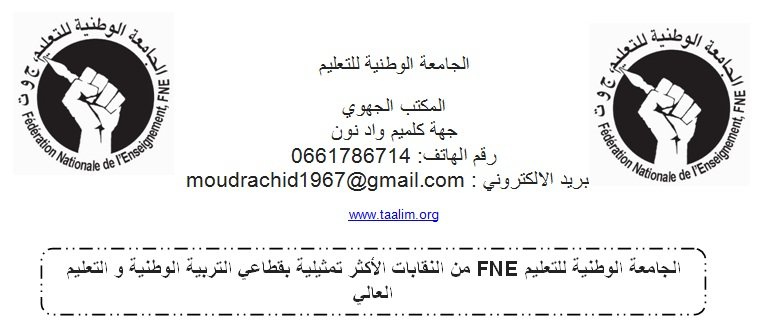 الجامعة الوطنية للتعليم، ج و ت
Fédération Nationale de l'Enseignement, FNE
الجامعة الوطنية للتعليم، ج و ت
Fédération Nationale de l'Enseignement, FNE
الجامعة الوطنية للتعليم
المكتب الجهوي
جهة كلميم واد نون
رقم الهاتف: 0661786714
بريد الالكتروني : moudrachid1967@gmail.com
www.taalim.org
الجامعة الوطنية للتعليم FNE من النقابات الأكثر تمثيلية بقطاعي التربية الوطنية و التعليم
العالي